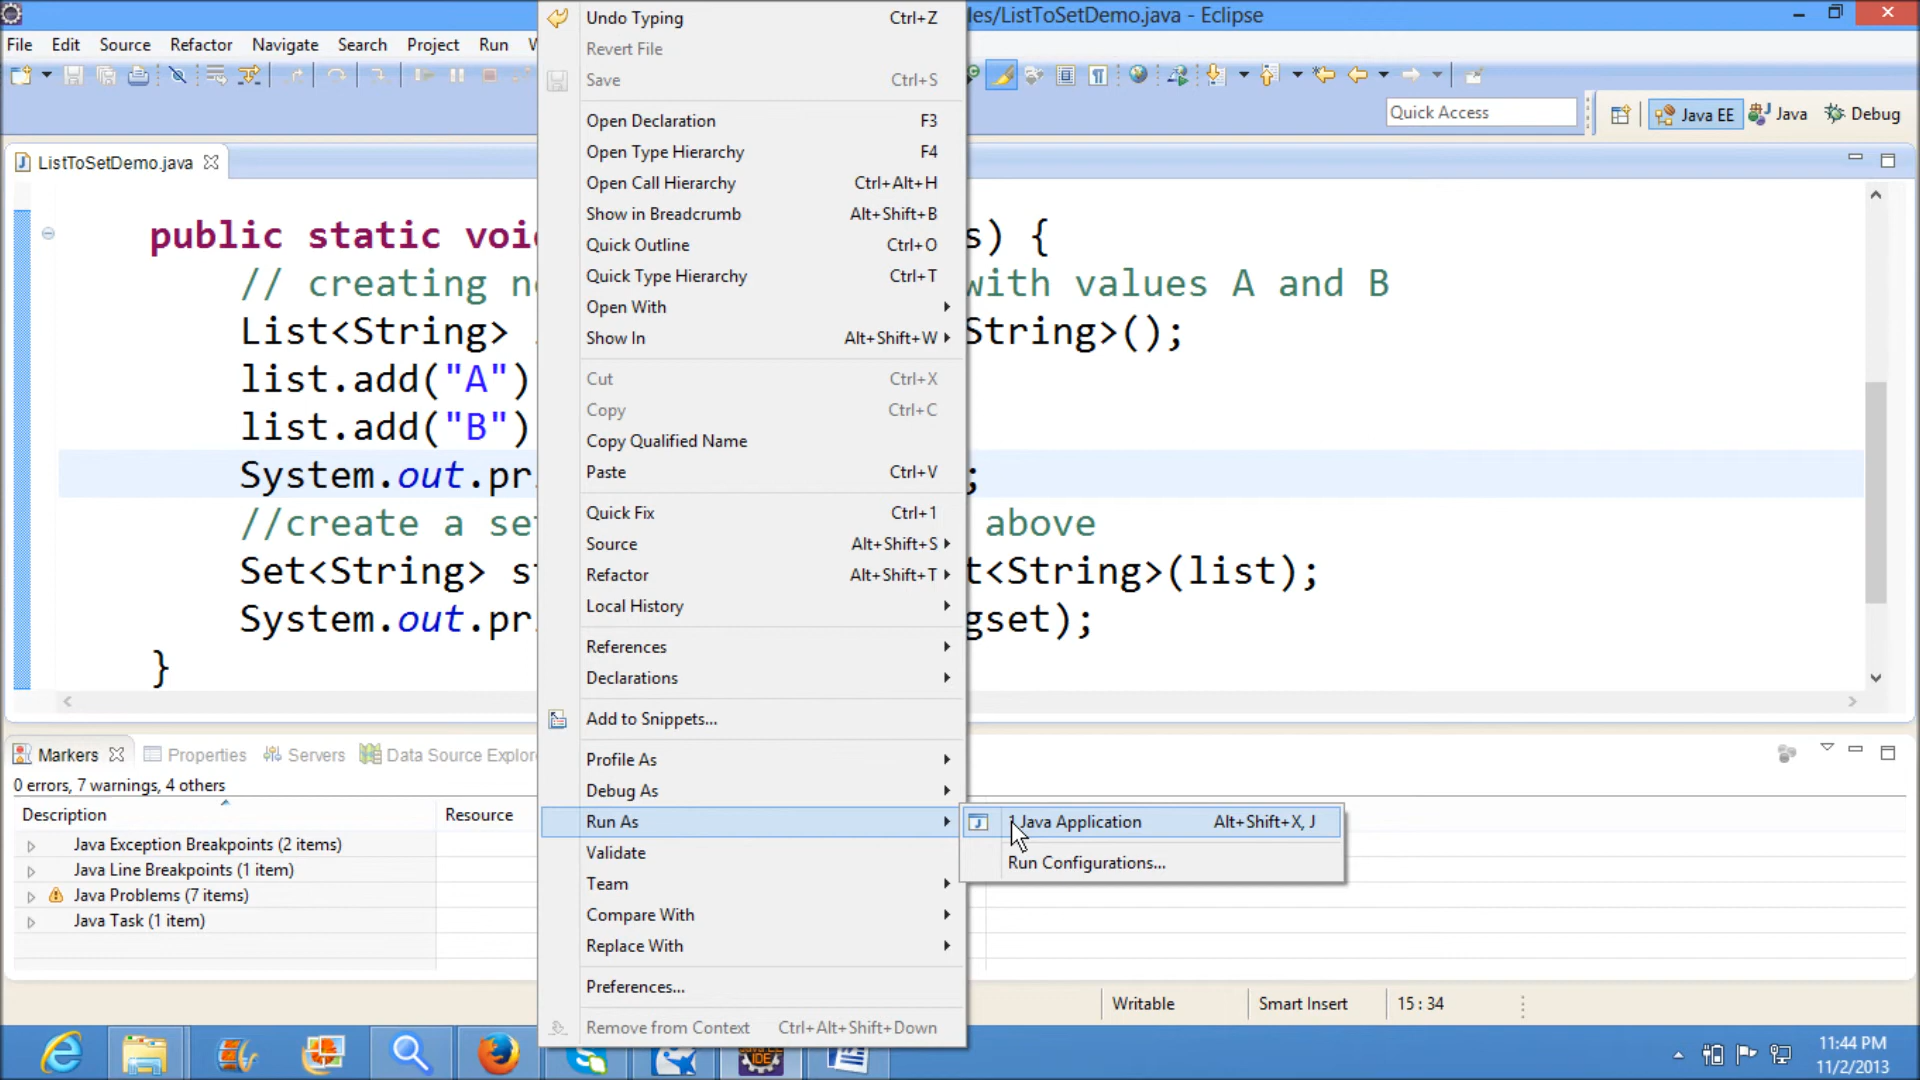 les/ListToSetDemo.java - Eclipse
File Edit Source Refactor Navigate Search Project Run
Quick Access
Java EE
Java
Debug
ListToSetDemo.java
public static
s) {
// creating
with values A and B
List<String>
String>();
list.add("A")
list.add("B")
System.out.
;
//create a
above
Set<String>
t<String>(list);
System.out.
gset);
}
Undo Typing Ctrl+Z
Revert File
Save Ctrl+S
Open Declaration F3
Open Type Hierarchy F4
Open Call Hierarchy Ctrl+Alt+H
Show in Breadcrumb Alt+Shift+B
Quick Outline Ctrl+O
Quick Type Hierarchy Ctrl+T
Open With
Show In Alt+Shift+W
Cut Ctrl+X
Copy Ctrl+C
Copy Qualified Name
Paste Ctrl+V
Quick Fix Ctrl+1
Source Alt+Shift+S
Refactor Alt+Shift+T
Local History
References
Declarations
Add to Snippets...
Profile As
Debug As
Run As
Validate
Team
Compare With
Replace With
Preferences...
Remove from Context Ctrl+Alt+Shift+Down
1 Java Application Alt+Shift+X, J
Run Configurations...
Markers Properties Servers Data Source Explor
0 errors, 7 warnings, 4 others
Description Resource
Java Exception Breakpoints (2 items)
Java Line Breakpoints (1 item)
Java Problems (7 items)
Java Task (1 item)
Writable Smart Insert 15 : 34
11:44 PM
11/2/2013